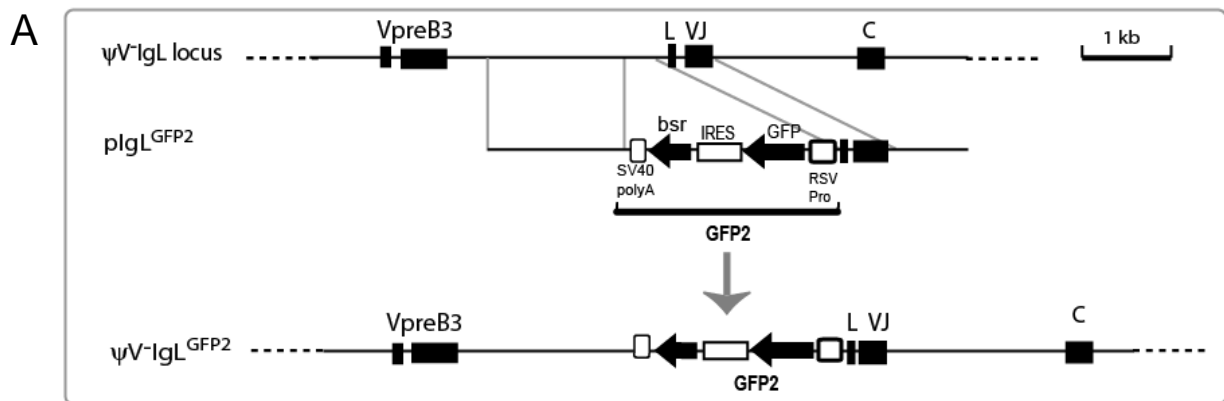 A
VpreB3 L VJ C
ψV⁻IgL locus
1 kb
pIgL^GFP2
bsr IRES GFP
SV40 polyA
RSV Pro
GFP2
VpreB3 L VJ C
ψV⁻IgL^GFP2
GFP2